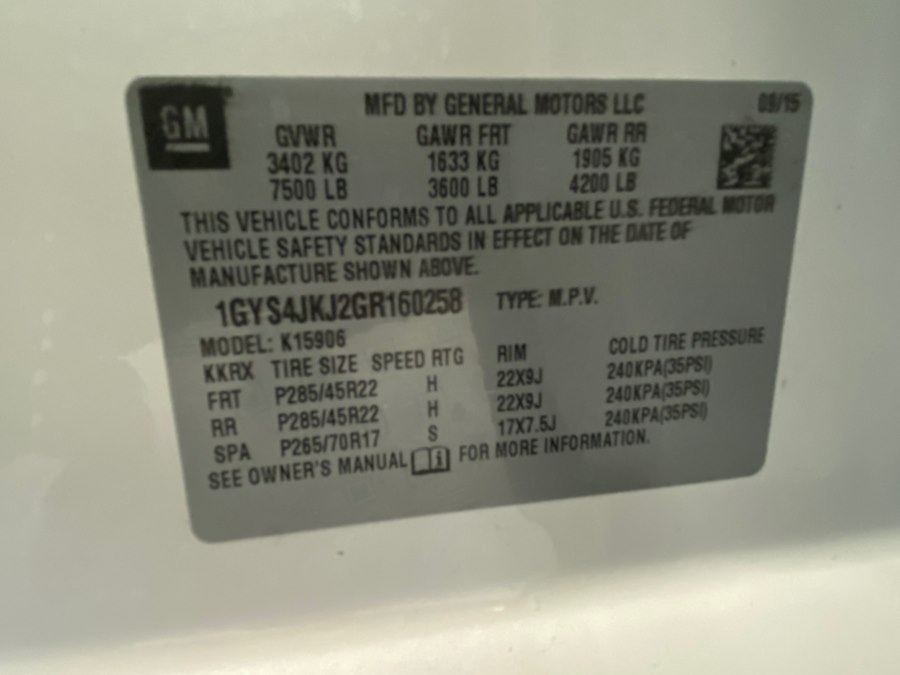 GM
MFD BY GENERAL MOTORS LLC 09/15
GVWR GAWR FRT GAWR RR
3402 KG 1633 KG 1905 KG
7500 LB 3600 LB 4200 LB
THIS VEHICLE CONFORMS TO ALL APPLICABLE U.S. FEDERAL MOTOR
VEHICLE SAFETY STANDARDS IN EFFECT ON THE DATE OF
MANUFACTURE SHOWN ABOVE.
1GYS4JKJ2GR160258 TYPE: M.P.V.
MODEL: K15906
KKRX TIRE SIZE SPEED RTG RIM COLD TIRE PRESSURE
FRT P285/45R22 H 22X9J 240KPA(35PSI)
RR P285/45R22 H 22X9J 240KPA(35PSI)
SPA P265/70R17 S 17X7.5J 240KPA(35PSI)
SEE OWNER'S MANUAL i FOR MORE INFORMATION.